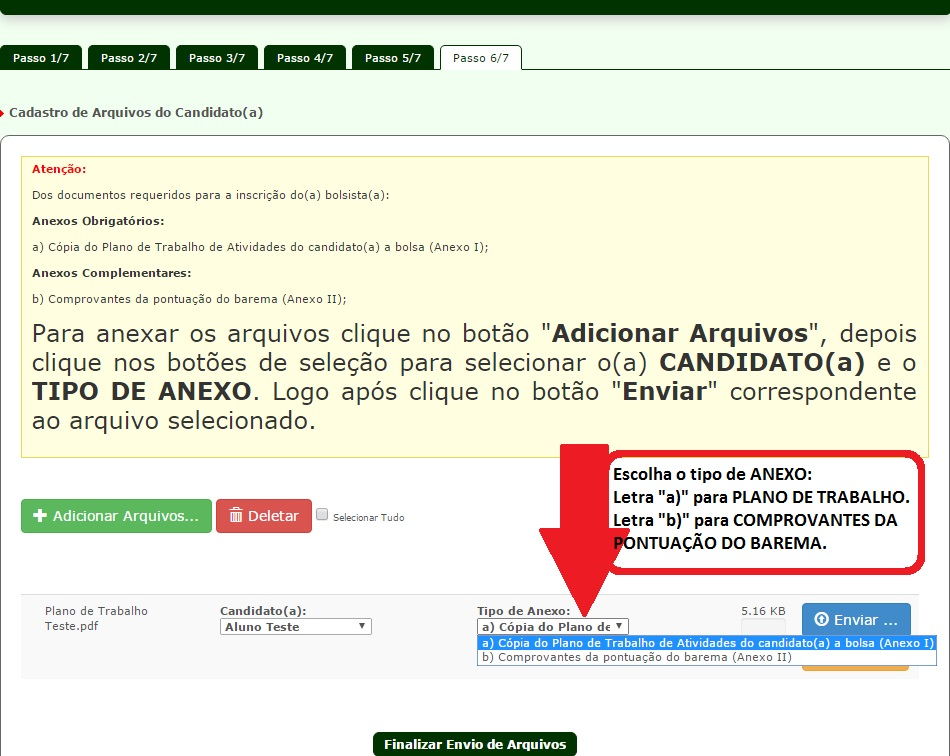 Passo 1/7 Passo 2/7 Passo 3/7 Passo 4/7 Passo 5/7 Passo 6/7
Cadastro de Arquivos do Candidato(a)
Atenção:
Dos documentos requeridos para a inscrição do(a) bolsista(a):
Anexos Obrigatórios:
a) Cópia do Plano de Trabalho de Atividades do candidato(a) a bolsa (Anexo I);
Anexos Complementares:
b) Comprovantes da pontuação do barema (Anexo II);
Para anexar os arquivos clique no botão "Adicionar Arquivos", depois
clique nos botões de seleção para selecionar o(a) CANDIDATO(a) e o
TIPO DE ANEXO. Logo após clique no botão "Enviar" correspondente
ao arquivo selecionado.
Escolha o tipo de ANEXO:
Letra "a)" para PLANO DE TRABALHO.
Letra "b)" para COMPROVANTES DA
PONTUAÇÃO DO BAREMA.
Adicionar Arquivos... Deletar Selecionar Tudo
Plano de Trabalho
Teste.pdf
Candidato(a):
Aluno Teste
Tipo de Anexo:
a) Cópia do Plano de
a) Cópia do Plano de Trabalho de Atividades do candidato(a) a bolsa (Anexo I)
b) Comprovantes da pontuação do barema (Anexo II)
5.16 KB
Enviar ...
Finalizar Envio de Arquivos